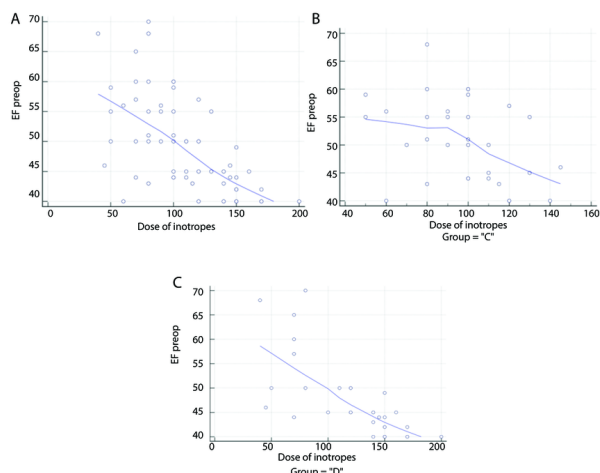 A
70
65
60
55
50
45
40
EF preop
0 50 100 150 200
Dose of inotropes
B
70
65
60
55
50
45
40
EF preop
40 60 80 100 120 140 160
Dose of inotropes
Group = "C"
C
70
65
60
55
50
45
40
EF preop
0 50 100 150 200
Dose of inotropes
Group = "D"